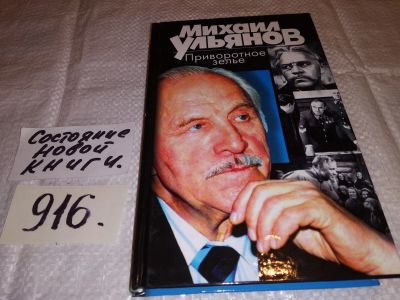 Михаил
Ульянов
Приворотное
зелье
Состояние
новой
книги.
916.